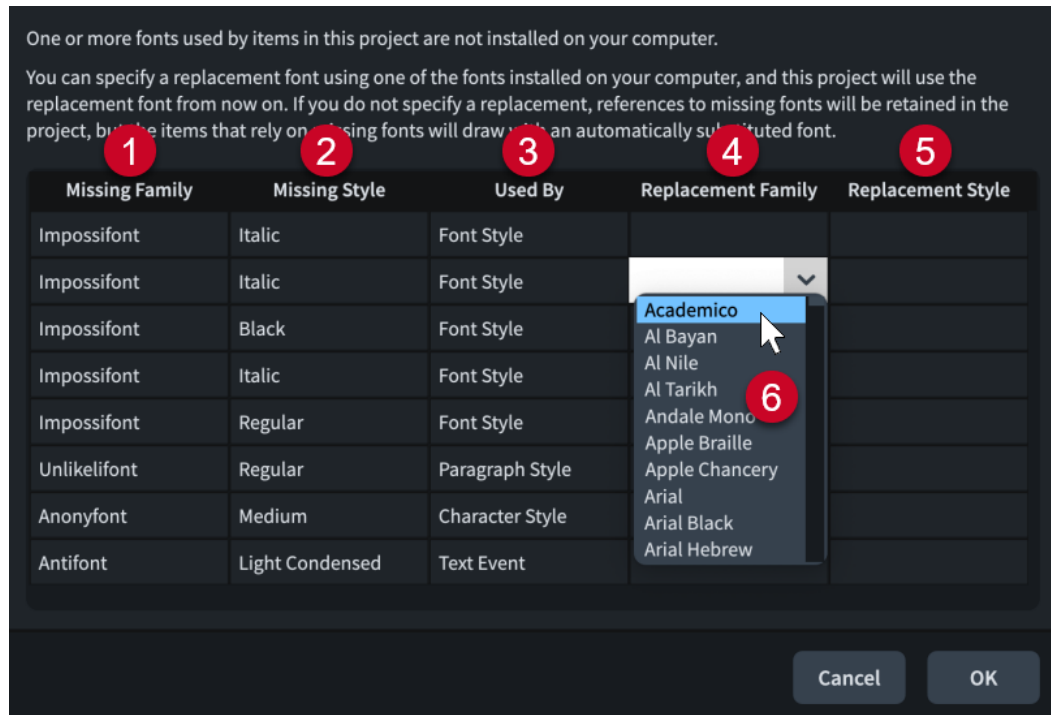 One or more fonts used by items in this project are not installed on your computer.
You can specify a replacement font using one of the fonts installed on your computer, and this project will use the
replacement font from now on. If you do not specify a replacement, references to missing fonts will be retained in the
project, but the items that rely on missing fonts will draw with an automatically substituted font.
1 2 3 4 5
Missing Family Missing Style Used By Replacement Family Replacement Style
Impossifont Italic Font Style
Impossifont Italic Font Style
Impossifont Black Font Style
Impossifont Italic Font Style
Impossifont Regular Font Style
Unlikelifont Regular Paragraph Style
Anonyfont Medium Character Style
Antifont Light Condensed Text Event
Academico
Al Bayan
Al Nile
Al Tarikh
6
Andale Mono
Apple Braille
Apple Chancery
Arial
Arial Black
Arial Hebrew
Cancel OK